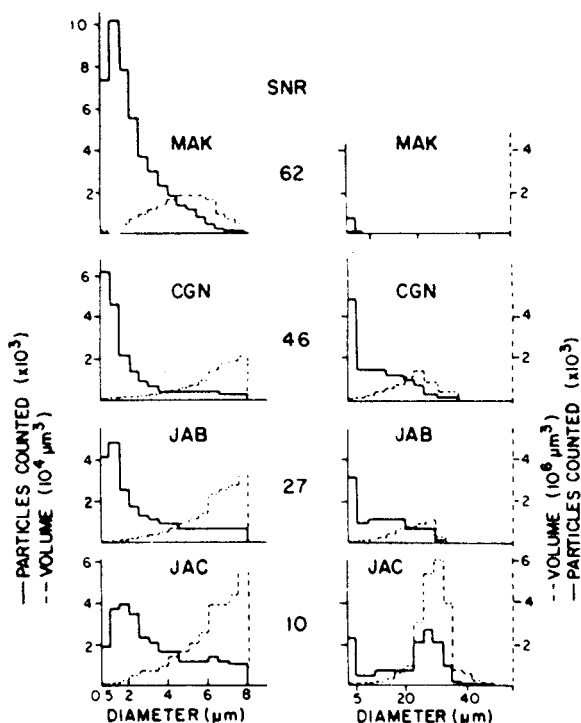 SNR
10
8
6
4
2
MAK
62
MAK
4
2
6
4
2
CGN
46
CGN
4
2
4
2
JAB
27
JAB
4
2
6
4
2
JAC
10
JAC
6
4
2
0 .5 2 4 6 8
DIAMETER (μm)
5 20 40
DIAMETER (μm)
— PARTICLES COUNTED (x10³)
--- VOLUME (10⁴ μm³)
--- VOLUME (10⁶ μm³)
— PARTICLES COUNTED (x10³)